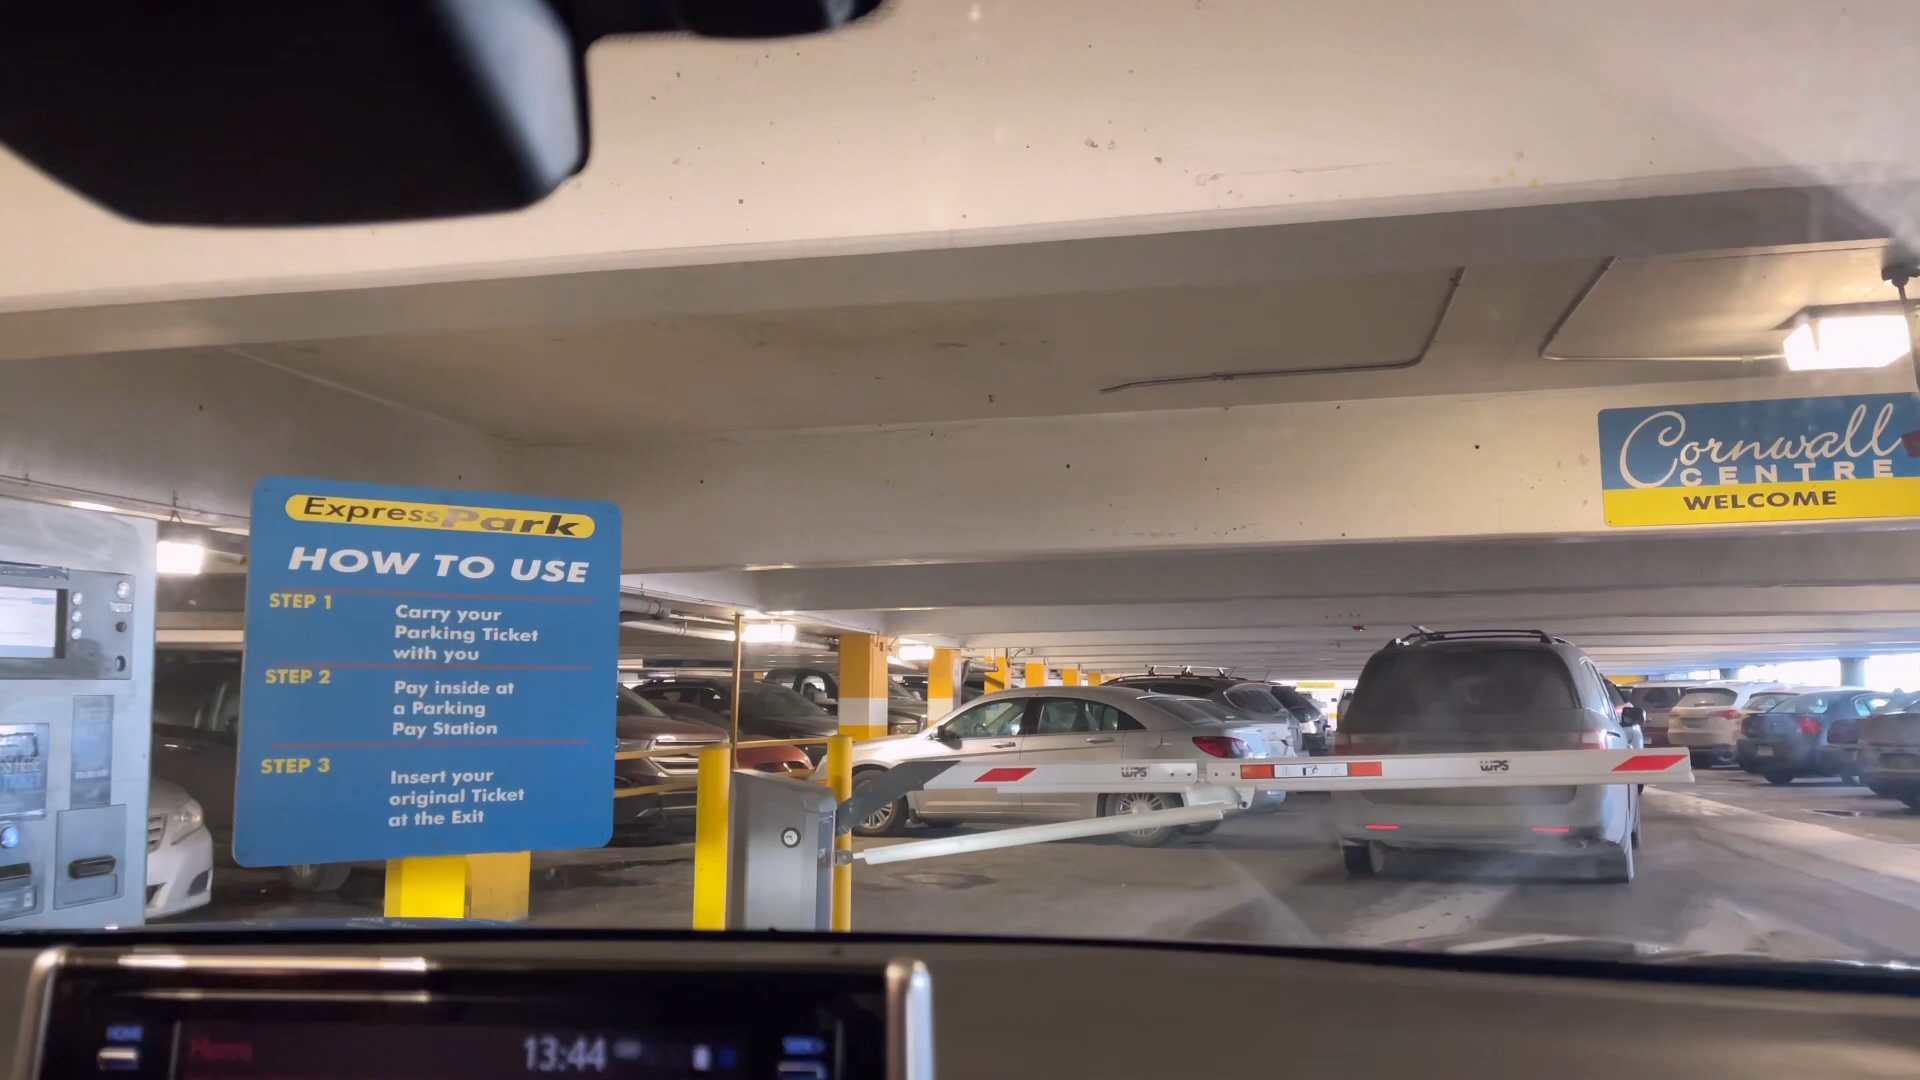 Cornwall
CENTRE
WELCOME
ExpressPark
HOW TO USE
STEP 1
Carry your
Parking Ticket
with you
STEP 2
Pay inside at
a Parking
Pay Station
STEP 3
Insert your
original Ticket
at the Exit
WPS
WPS
HOME
13:44